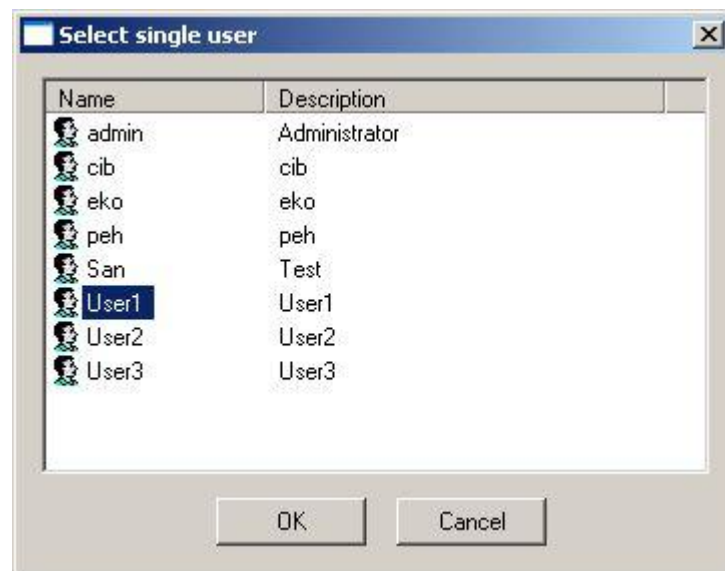 Select single user
Name Description
admin Administrator
cib cib
eko eko
peh peh
San Test
User1 User1
User2 User2
User3 User3
OK Cancel